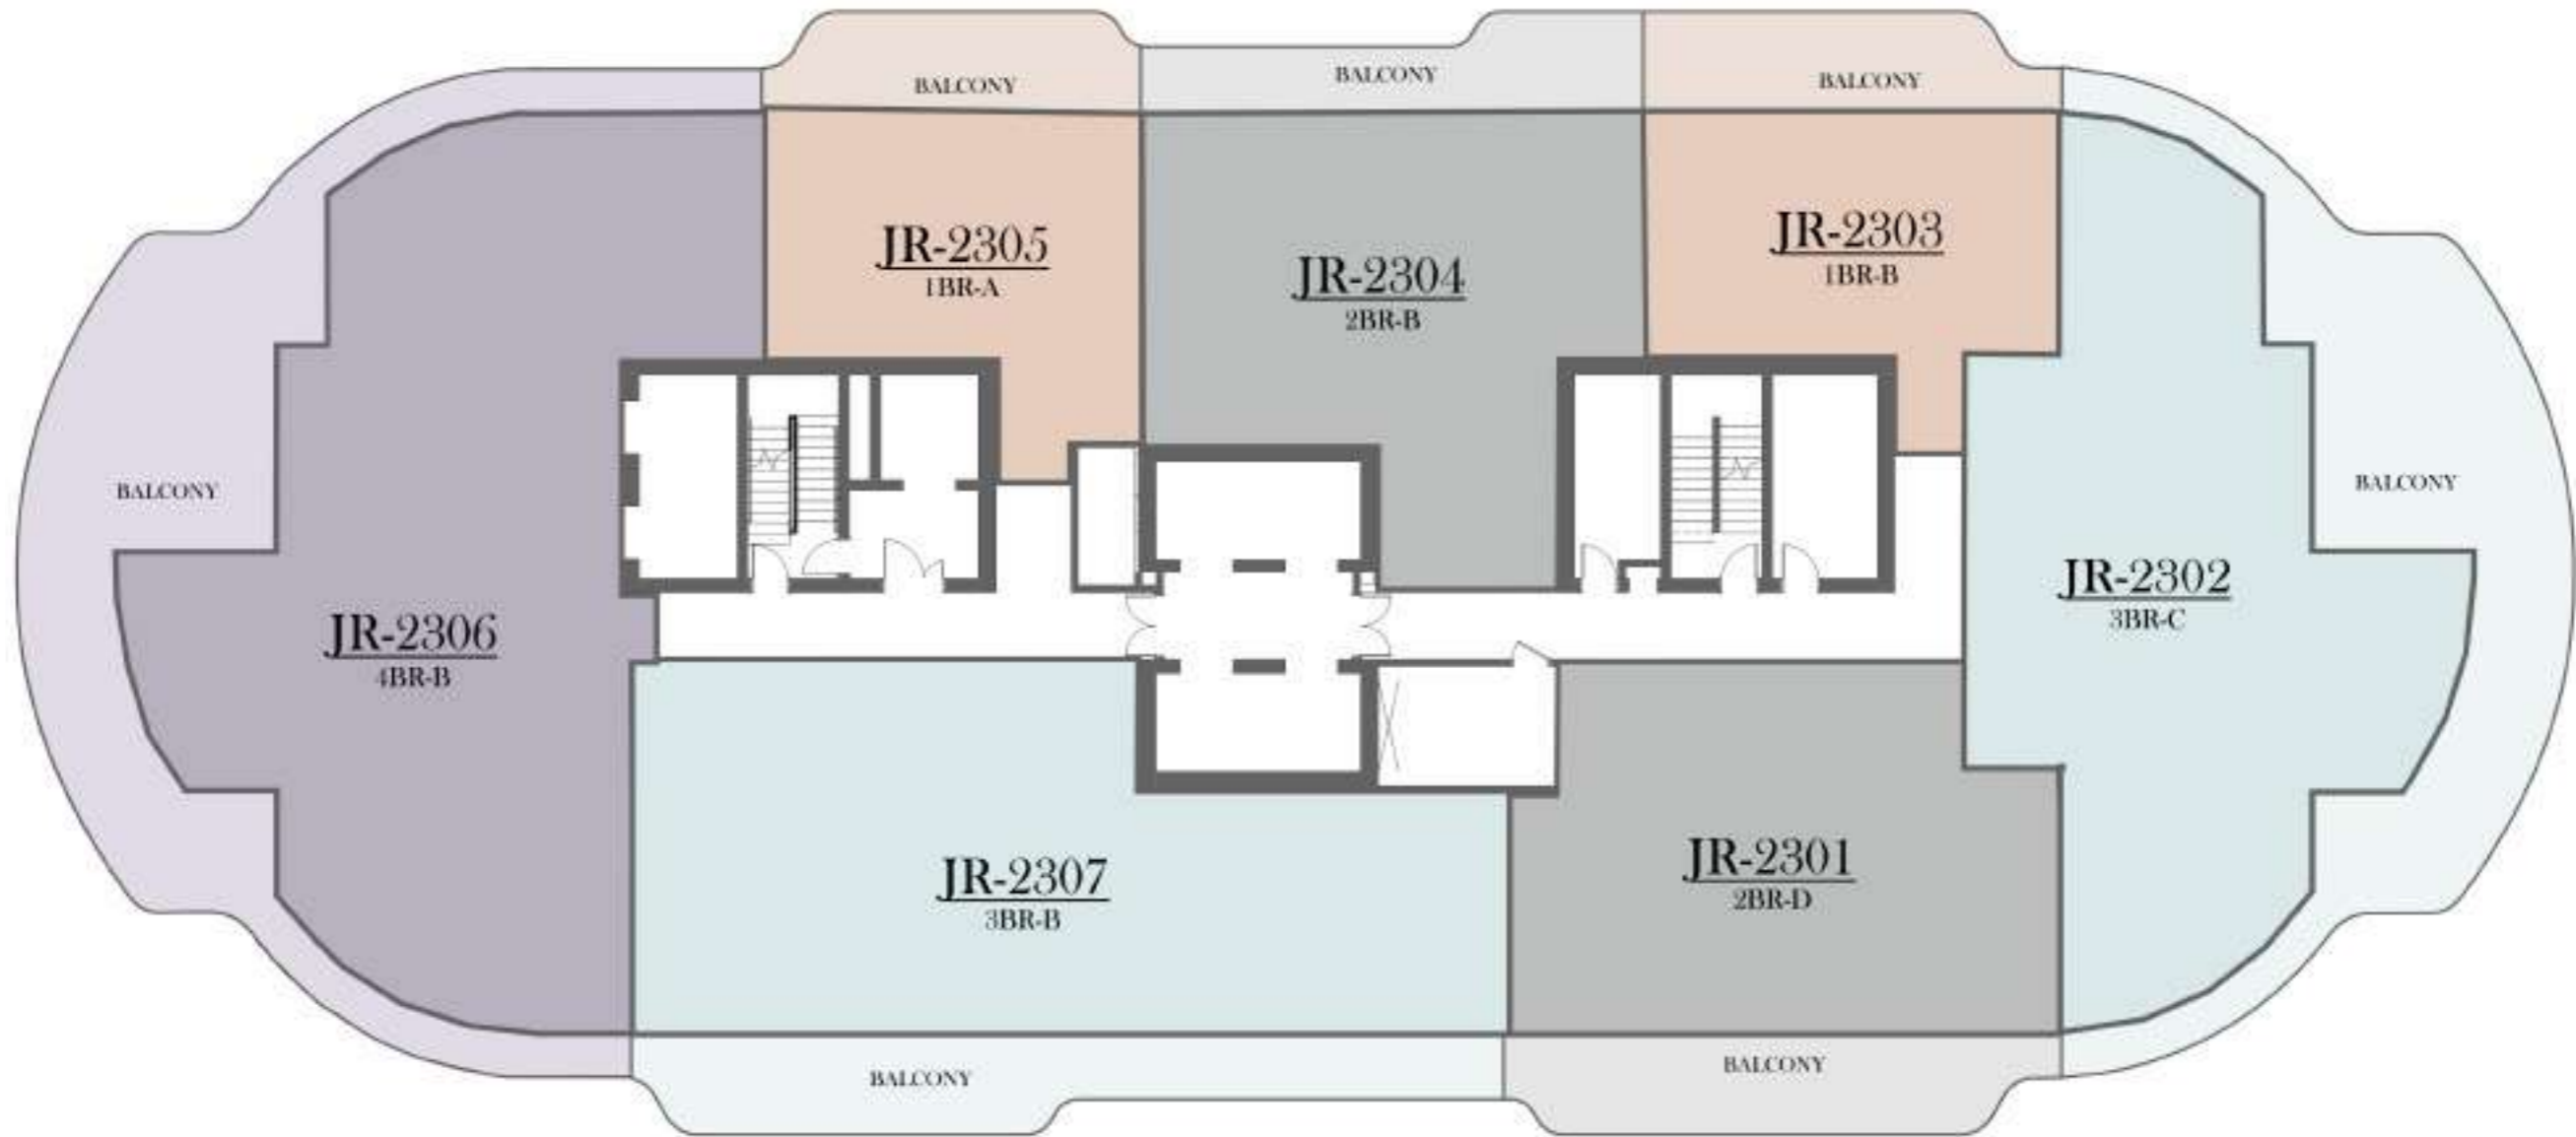 BALCONY
BALCONY
BALCONY
JR-2305
1BR-A
JR-2304
2BR-B
JR-2303
1BR-B
BALCONY
BALCONY
JR-2306
4BR-B
JR-2302
3BR-C
JR-2307
3BR-B
JR-2301
2BR-D
BALCONY
BALCONY